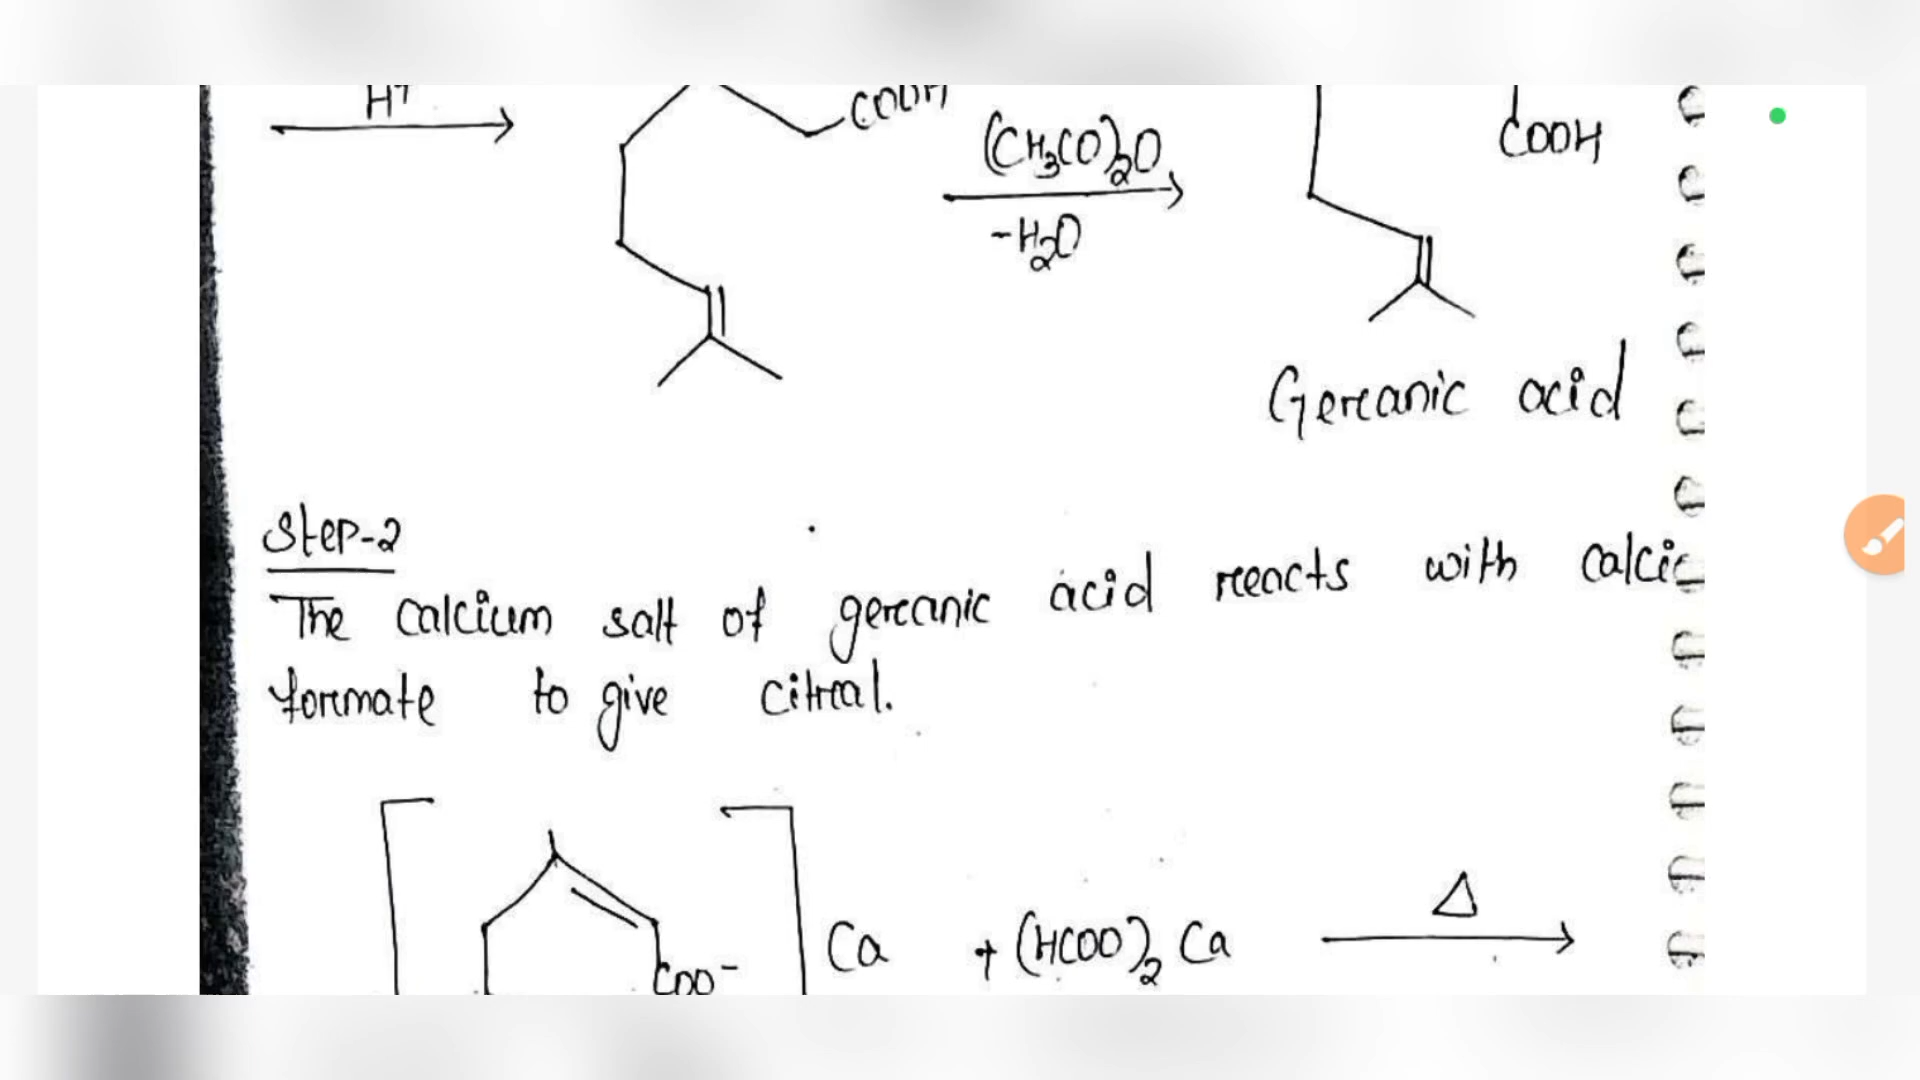 H⁺
COOH
(CH₃CO)₂O
-H₂O
COOH
Geranic acid
Step-2
The calcium salt of geranic acid reacts with calci
formate to give citral.
COO⁻
Ca + (HCOO)₂ Ca
Δ